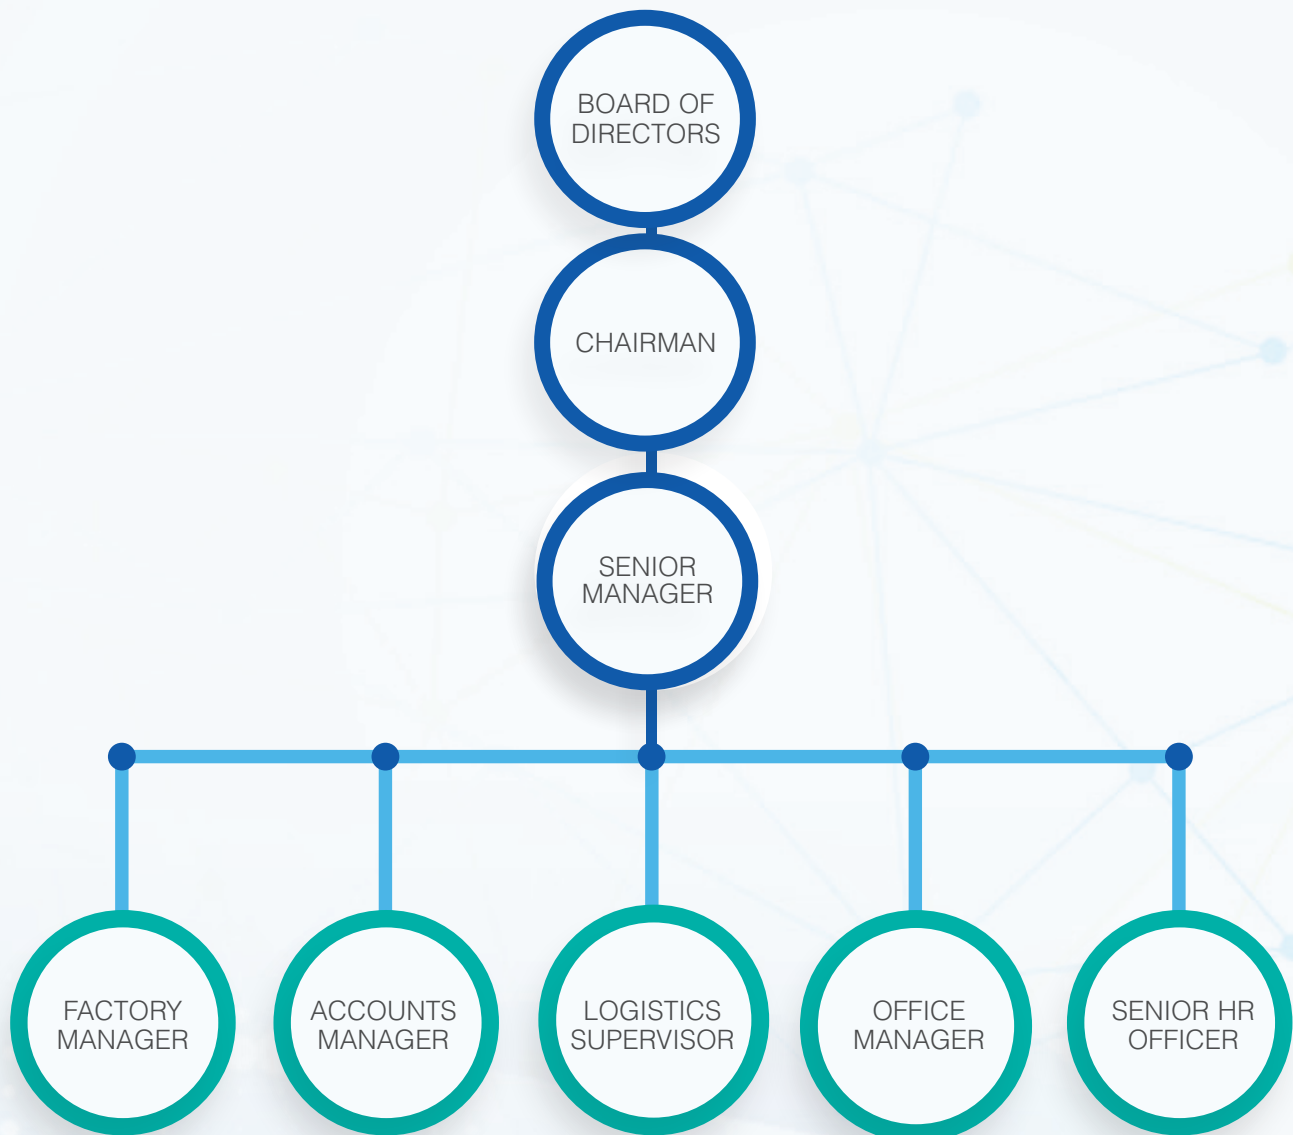 BOARD OF
DIRECTORS
CHAIRMAN
SENIOR
MANAGER
FACTORY
MANAGER
ACCOUNTS
MANAGER
LOGISTICS
SUPERVISOR
OFFICE
MANAGER
SENIOR HR
OFFICER